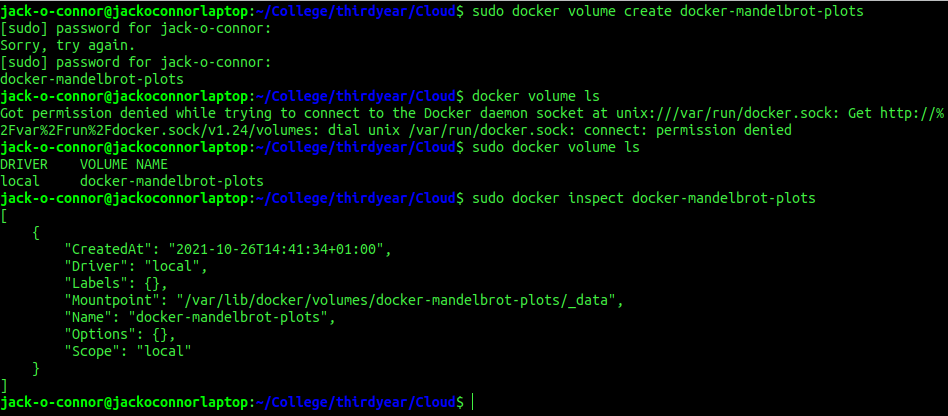 jack-o-connor@jackoconnorlaptop:~/College/thirdyear/Cloud$ sudo docker volume create docker-mandelbrot-plots
[sudo] password for jack-o-connor:
Sorry, try again.
[sudo] password for jack-o-connor:
docker-mandelbrot-plots
jack-o-connor@jackoconnorlaptop:~/College/thirdyear/Cloud$ docker volume ls
Got permission denied while trying to connect to the Docker daemon socket at unix:///var/run/docker.sock: Get http://%
2Fvar%2Frun%2Fdocker.sock/v1.24/volumes: dial unix /var/run/docker.sock: connect: permission denied
jack-o-connor@jackoconnorlaptop:~/College/thirdyear/Cloud$ sudo docker volume ls
DRIVER    VOLUME NAME
local     docker-mandelbrot-plots
jack-o-connor@jackoconnorlaptop:~/College/thirdyear/Cloud$ sudo docker inspect docker-mandelbrot-plots
[
    {
        "CreatedAt": "2021-10-26T14:41:34+01:00",
        "Driver": "local",
        "Labels": {},
        "Mountpoint": "/var/lib/docker/volumes/docker-mandelbrot-plots/_data",
        "Name": "docker-mandelbrot-plots",
        "Options": {},
        "Scope": "local"
    }
]
jack-o-connor@jackoconnorlaptop:~/College/thirdyear/Cloud$